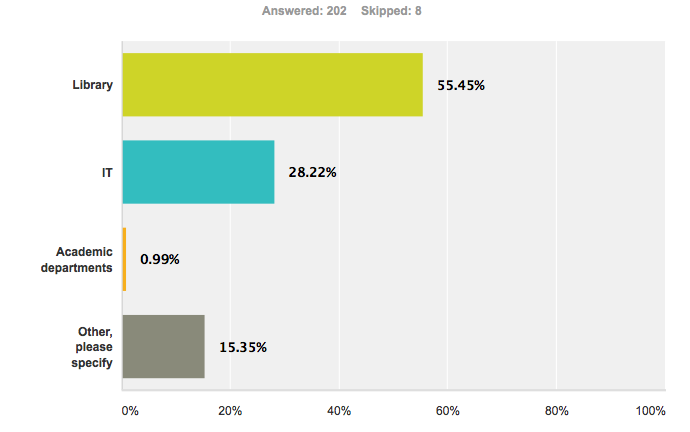 Answered: 202 Skipped: 8
Library
55.45%
IT
28.22%
Academic
departments
0.99%
Other,
please
specify
15.35%
0% 20% 40% 60% 80% 100%